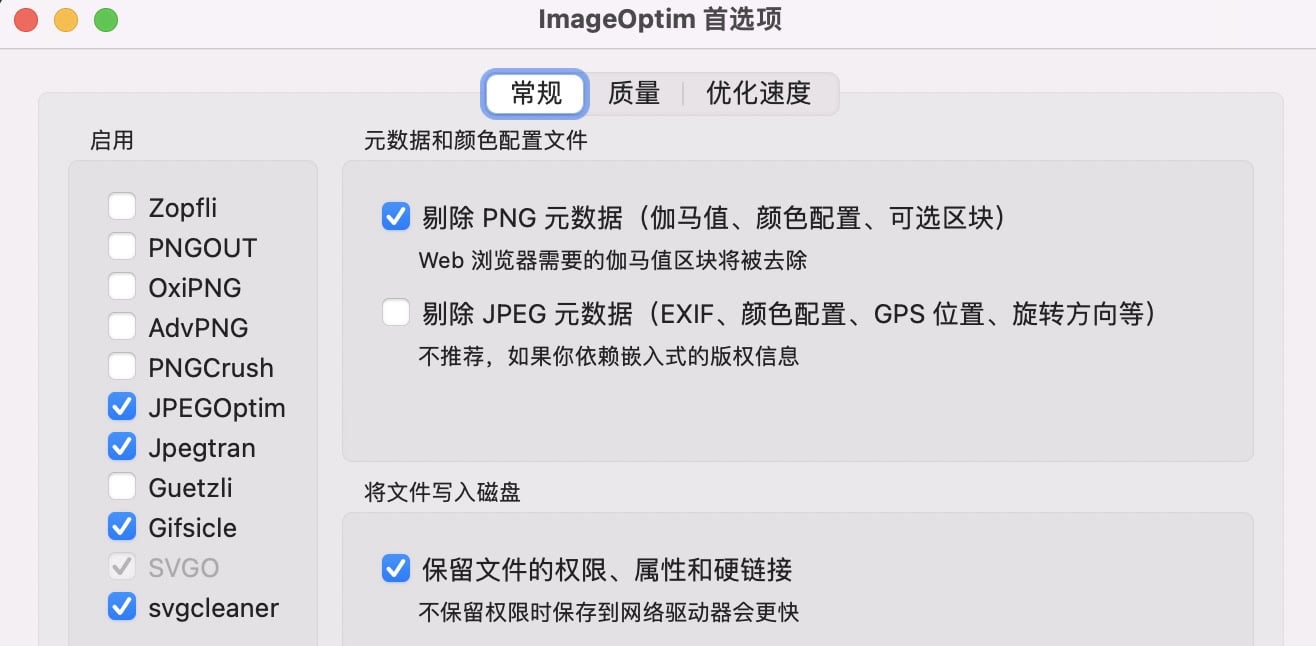 ImageOptim 首选项
常规
质量
优化速度
启用
Zopfli
PNGOUT
OxiPNG
AdvPNG
PNGCrush
JPEGOptim
Jpegtran
Guetzli
Gifsicle
SVGO
svgcleaner
元数据和颜色配置文件
剔除 PNG 元数据（伽马值、颜色配置、可选区块）
Web 浏览器需要的伽马值区块将被去除
剔除 JPEG 元数据（EXIF、颜色配置、GPS 位置、旋转方向等）
不推荐，如果你依赖嵌入式的版权信息
将文件写入磁盘
保留文件的权限、属性和硬链接
不保留权限时保存到网络驱动器会更快